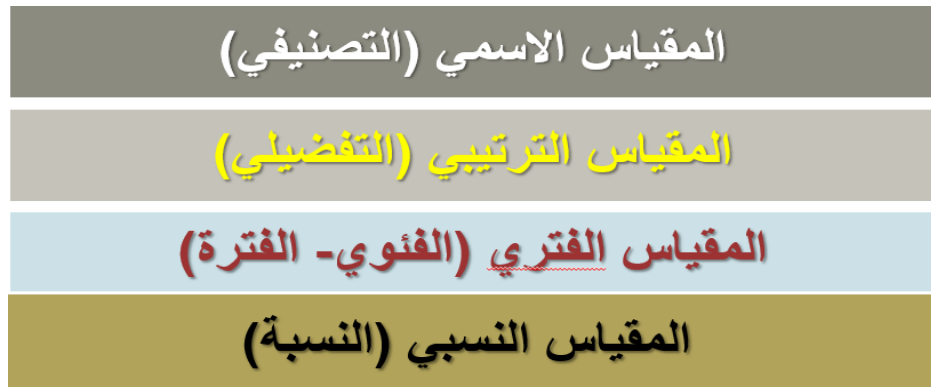 المقياس الاسمي (التصنيفي)
المقياس الترتيبي (التفضيلي)
المقياس الفتري (الفئوي- الفترة)
المقياس النسبي (النسبة)